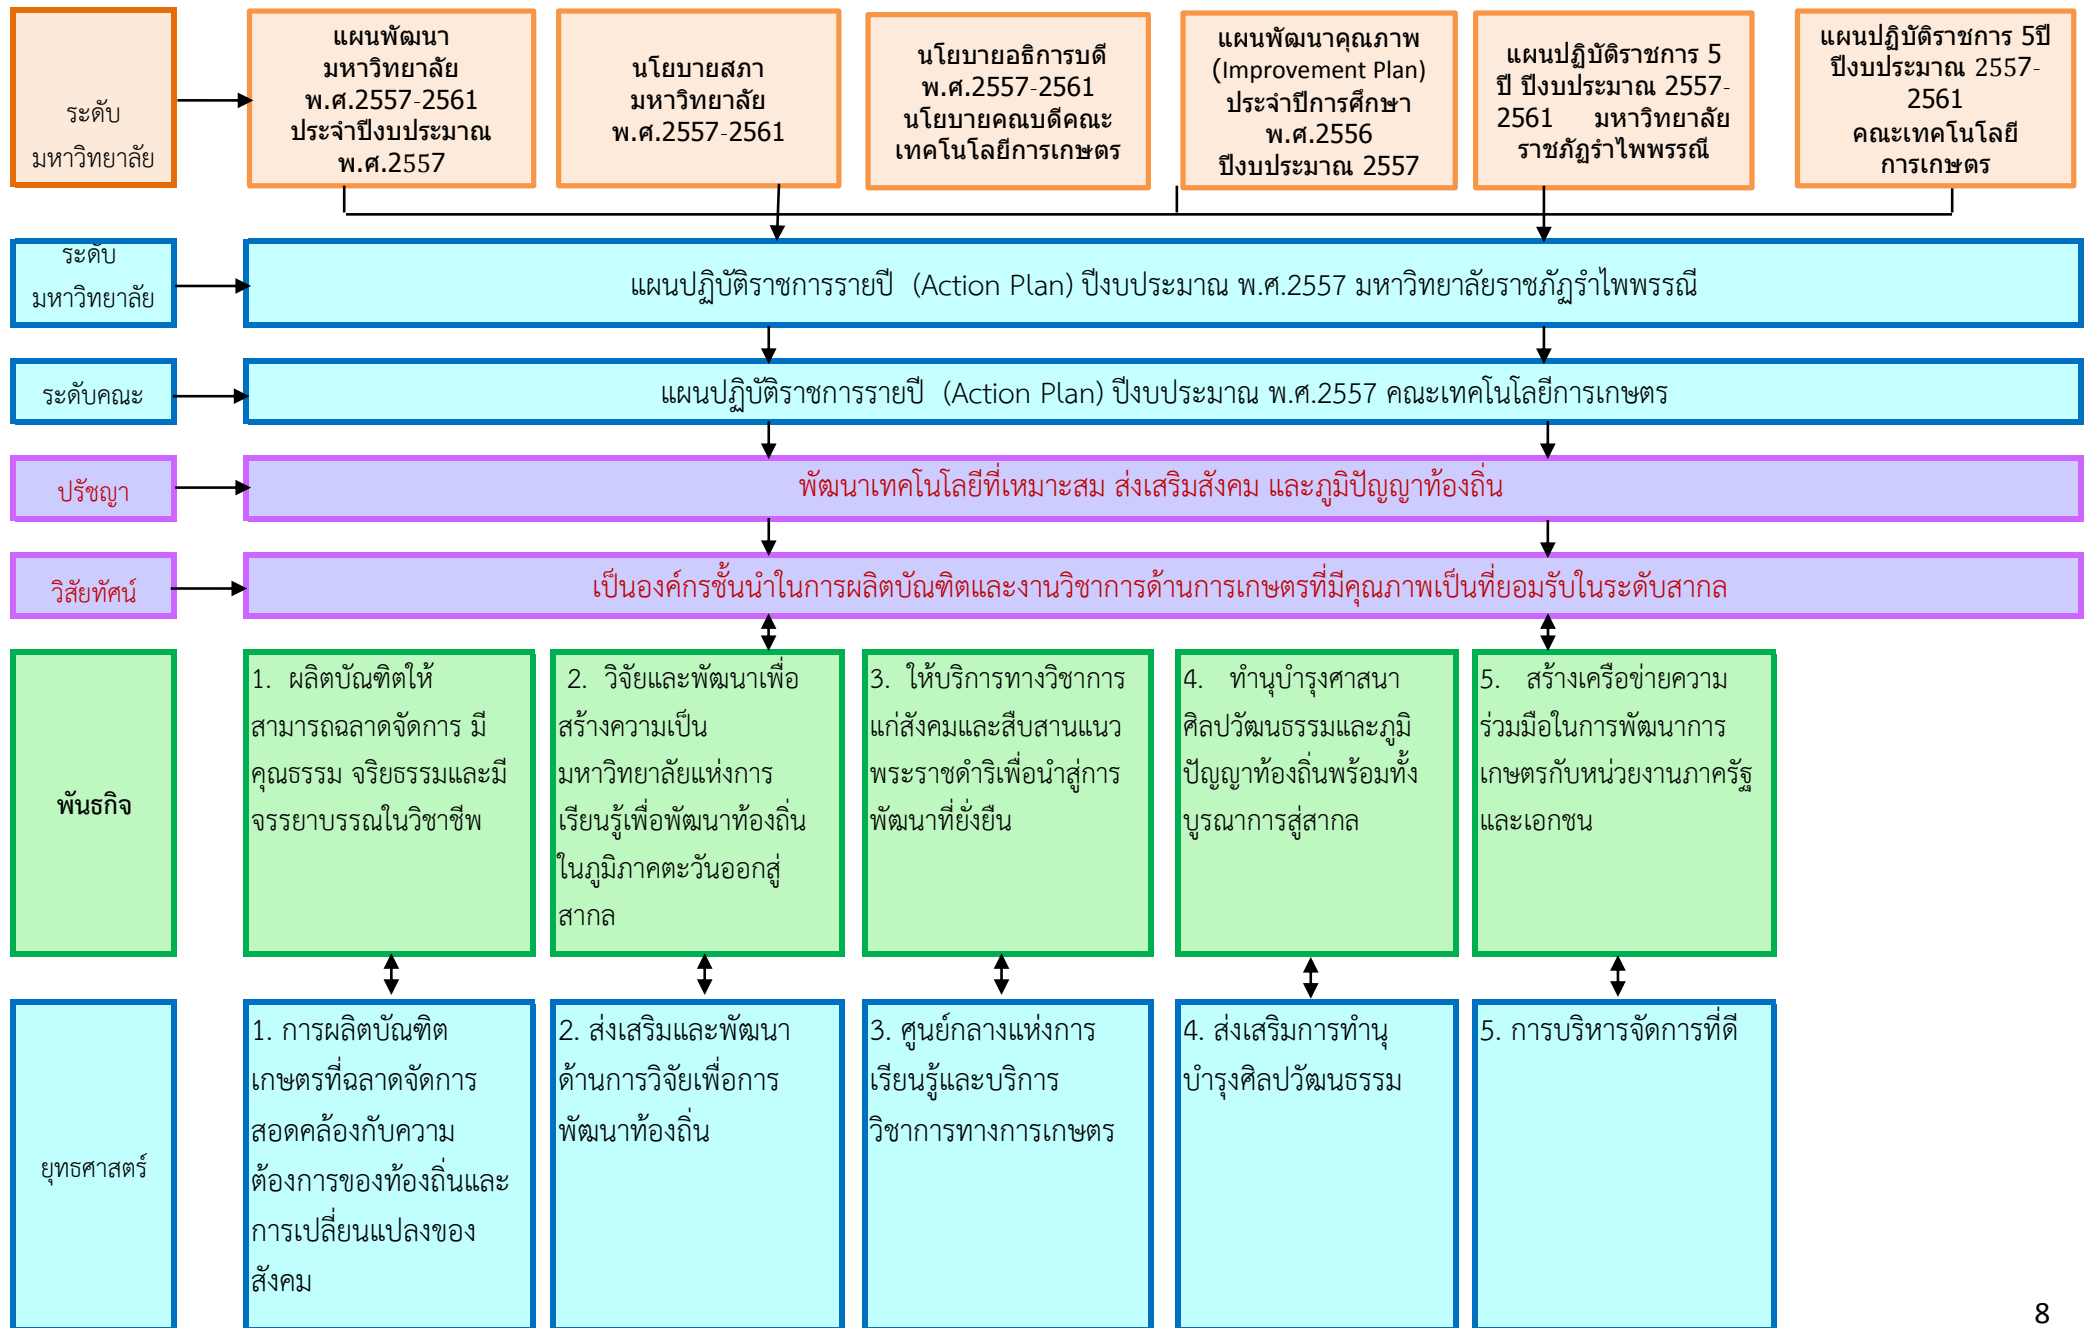 ระดับ
มหาวิทยาลัย
แผนพัฒนา
มหาวิทยาลัย
พ.ศ.2557-2561
ประจำปีงบประมาณ
พ.ศ.2557
นโยบายสภา
มหาวิทยาลัย
พ.ศ.2557-2561
นโยบายอธิการบดี
พ.ศ.2557-2561
นโยบายคณบดีคณะ
เทคโนโลยีการเกษตร
แผนพัฒนาคุณภาพ
(Improvement Plan)
ประจำปีการศึกษา
พ.ศ.2556
ปีงบประมาณ 2557
แผนปฏิบัติราชการ 5
ปี ปีงบประมาณ 2557-
2561 มหาวิทยาลัย
ราชภัฏรำไพพรรณี
แผนปฏิบัติราชการ 5ปี
ปีงบประมาณ 2557-
2561
คณะเทคโนโลยี
การเกษตร
ระดับ
มหาวิทยาลัย
แผนปฏิบัติราชการรายปี (Action Plan) ปีงบประมาณ พ.ศ.2557 มหาวิทยาลัยราชภัฏรำไพพรรณี
ระดับคณะ
แผนปฏิบัติราชการรายปี (Action Plan) ปีงบประมาณ พ.ศ.2557 คณะเทคโนโลยีการเกษตร
ปรัชญา
พัฒนาเทคโนโลยีที่เหมาะสม ส่งเสริมสังคม และภูมิปัญญาท้องถิ่น
วิสัยทัศน์
เป็นองค์กรชั้นนำในการผลิตบัณฑิตและงานวิชาการด้านการเกษตรที่มีคุณภาพเป็นที่ยอมรับในระดับสากล
พันธกิจ
1. ผลิตบัณฑิตให้
สามารถฉลาดจัดการ มี
คุณธรรม จริยธรรมและมี
จรรยาบรรณในวิชาชีพ
2. วิจัยและพัฒนาเพื่อ
สร้างความเป็น
มหาวิทยาลัยแห่งการ
เรียนรู้เพื่อพัฒนาท้องถิ่น
ในภูมิภาคตะวันออกสู่
สากล
3. ให้บริการทางวิชาการ
แก่สังคมและสืบสานแนว
พระราชดำริเพื่อนำสู่การ
พัฒนาที่ยั่งยืน
4. ทำนุบำรุงศาสนา
ศิลปวัฒนธรรมและภูมิ
ปัญญาท้องถิ่นพร้อมทั้ง
บูรณาการสู่สากล
5. สร้างเครือข่ายความ
ร่วมมือในการพัฒนาการ
เกษตรกับหน่วยงานภาครัฐ
และเอกชน
ยุทธศาสตร์
1. การผลิตบัณฑิต
เกษตรที่ฉลาดจัดการ
สอดคล้องกับความ
ต้องการของท้องถิ่นและ
การเปลี่ยนแปลงของ
สังคม
2. ส่งเสริมและพัฒนา
ด้านการวิจัยเพื่อการ
พัฒนาท้องถิ่น
3. ศูนย์กลางแห่งการ
เรียนรู้และบริการ
วิชาการทางการเกษตร
4. ส่งเสริมการทำนุ
บำรุงศิลปวัฒนธรรม
5. การบริหารจัดการที่ดี
8